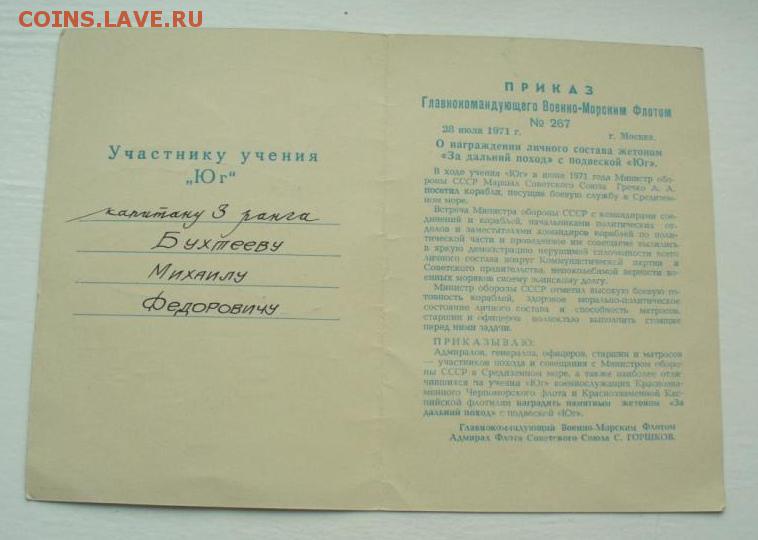 COINS.LAVE.RU
Участнику учения
„Юг“
капитану 3 ранга
Бухтееву
Михаилу
Федоровичу
ПРИКАЗ
Главнокомандующего Военно-Морским Флотом
№ 267
28 июля 1971 г. г. Москва.
О награждении личного состава жетоном
«За дальний поход» с подвеской «Юг».
В ходе учения «Юг» в июне 1971 года Министр обо-
роны СССР Маршал Советского Союза Гречко А. А.
посетил корабли, несущие боевую службу в Средизем-
ном море.
Встреча Министра обороны СССР с командирами сое-
динений и кораблей, начальниками политических от-
делов и заместителями командиров кораблей по поли-
тической части и проведенное им совещание вылились
в яркую демонстрацию нерушимой сплоченности всего
личного состава вокруг Коммунистической партии и
Советского правительства, непоколебимой верности во-
енных моряков своему воинскому долгу.
Министр обороны СССР отметил высокую боевую го-
товность кораблей, здоровое морально-политическое
состояние личного состава и способность матросов,
старшин и офицеров полностью выполнить стоящие
перед ними задачи.
ПРИКАЗЫВАЮ:
Адмиралов, генералов, офицеров, старшин и матросов
— участников похода и совещания с Министром оборо-
ны СССР в Средиземном море, а также наиболее отли-
чившихся на учении «Юг» военнослужащих Краснозна-
менного Черноморского флота и Краснознаменной Кас-
пийской флотилии наградить памятным жетоном «За
дальний поход» с подвеской «Юг».
Главнокомандующий Военно-Морским Флотом
Адмирал Флота Советского Союза С. ГОРШКОВ.